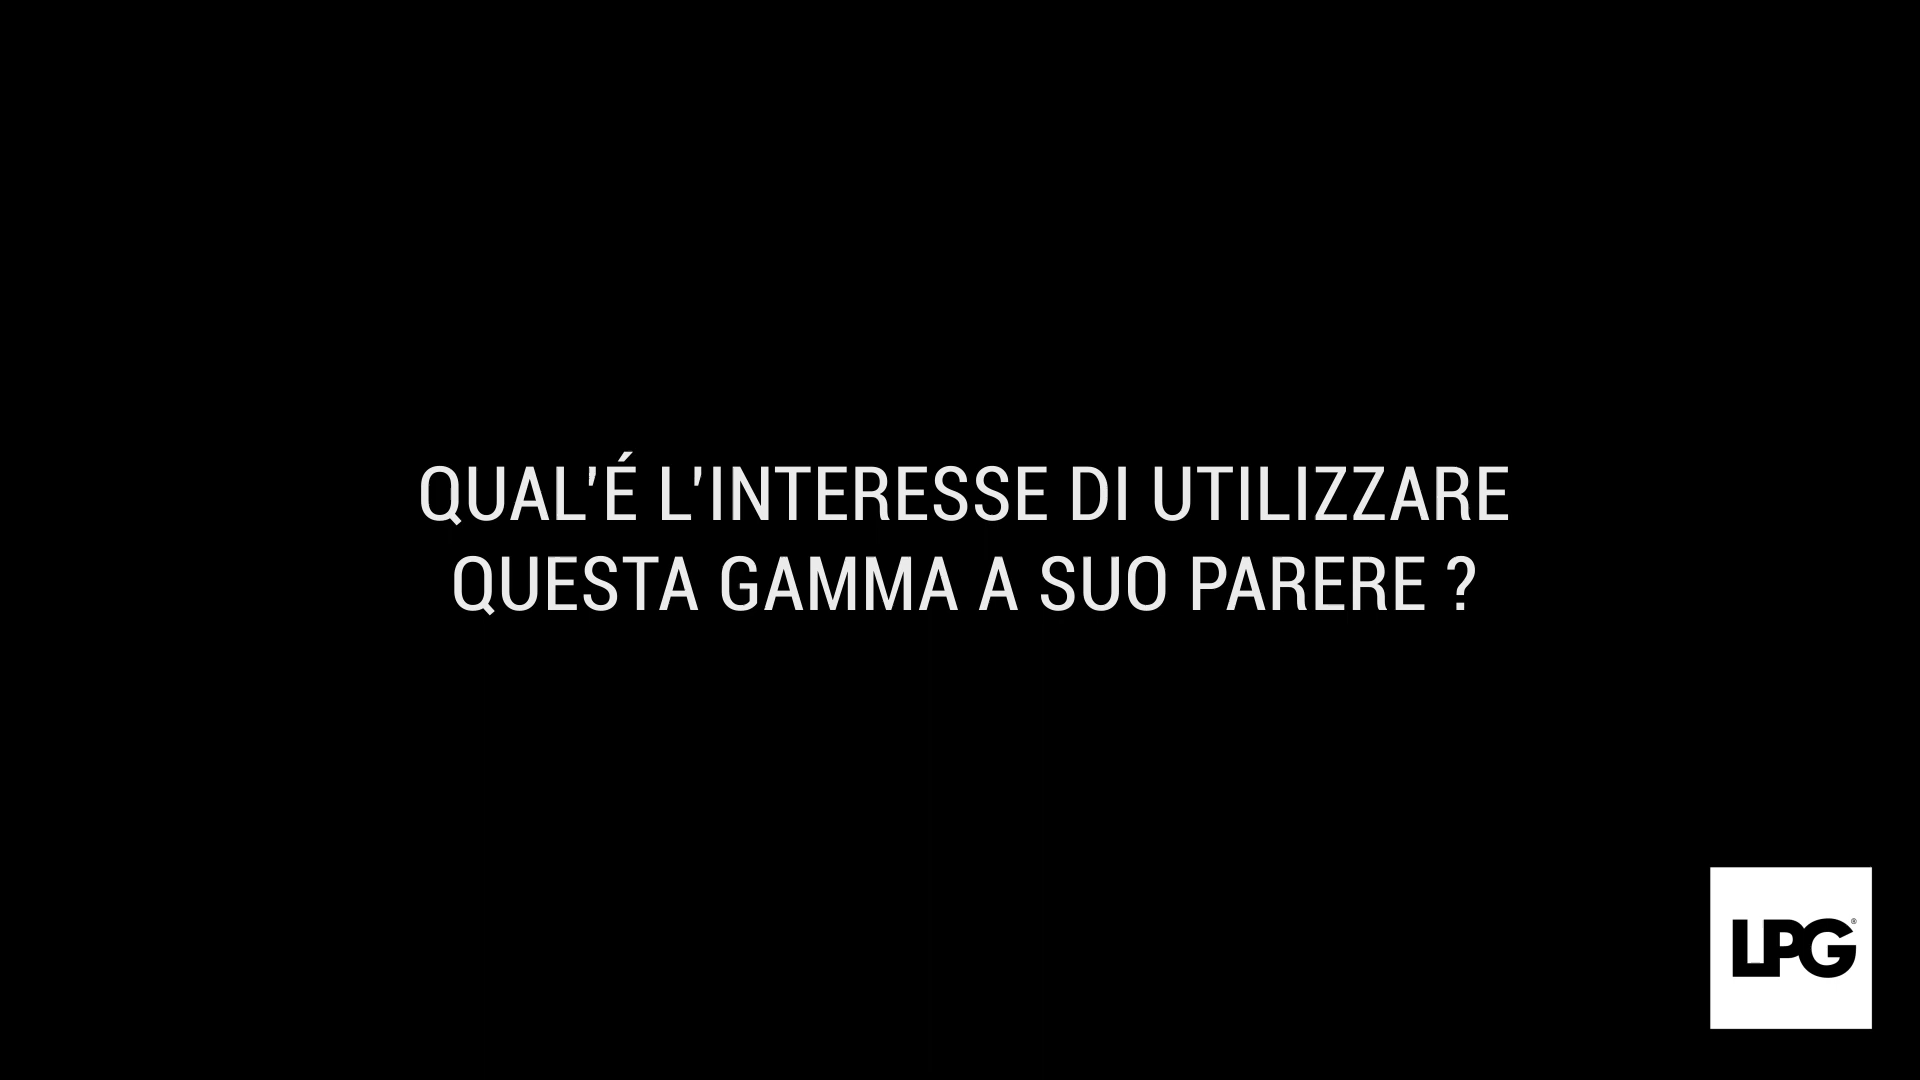 QUAL'É L'INTERESSE DI UTILIZZARE
QUESTA GAMMA A SUO PARERE ?
LPG®